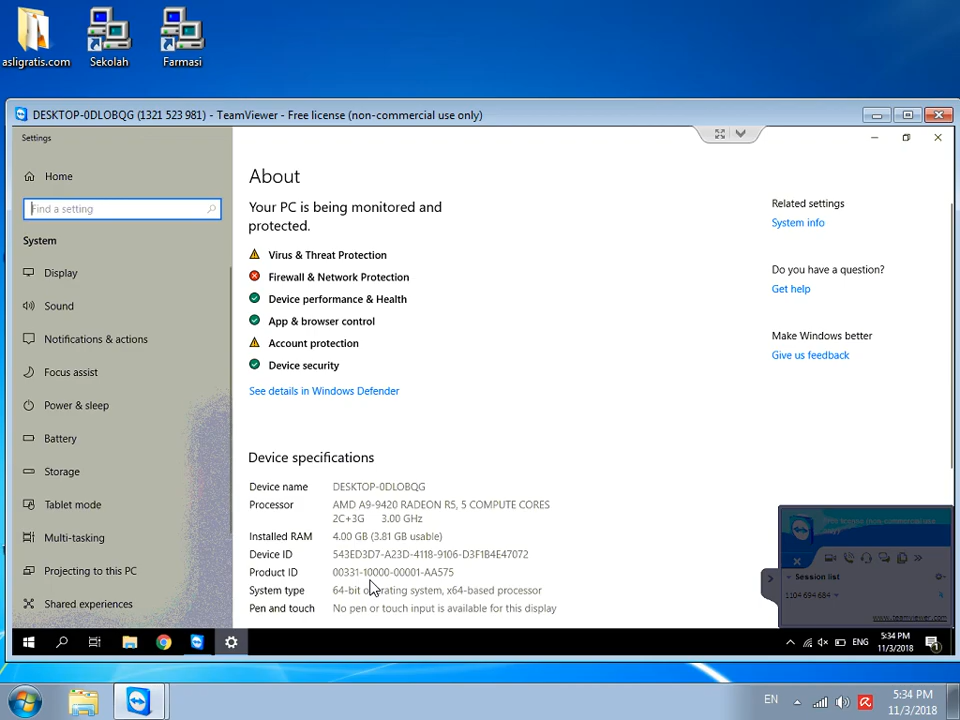 asligratis.com
Sekolah
Farmasi
DESKTOP-0DLOBQG (1321 523 981) - TeamViewer - Free license (non-commercial use only)
Settings
Home
Find a setting
System
Display
Sound
Notifications & actions
Focus assist
Power & sleep
Battery
Storage
Tablet mode
Multi-tasking
Projecting to this PC
Shared experiences
About
Your PC is being monitored and
protected.
Virus & Threat Protection
Firewall & Network Protection
Device performance & Health
App & browser control
Account protection
Device security
See details in Windows Defender
Device specifications
Device name DESKTOP-0DLOBQG
Processor AMD A9-9420 RADEON R5, 5 COMPUTE CORES
2C+3G 3.00 GHz
Installed RAM 4.00 GB (3.81 GB usable)
Device ID 543ED3D7-A23D-4118-9106-D3F1B4E47072
Product ID 00331-10000-00001-AA575
System type 64-bit operating system, x64-based processor
Pen and touch No pen or touch input is available for this display
Related settings
System info
Do you have a question?
Get help
Make Windows better
Give us feedback
Session list
1104 694 684
www.teamviewer.com
ENG
5:34 PM
11/3/2018
1
EN
5:34 PM
11/3/2018